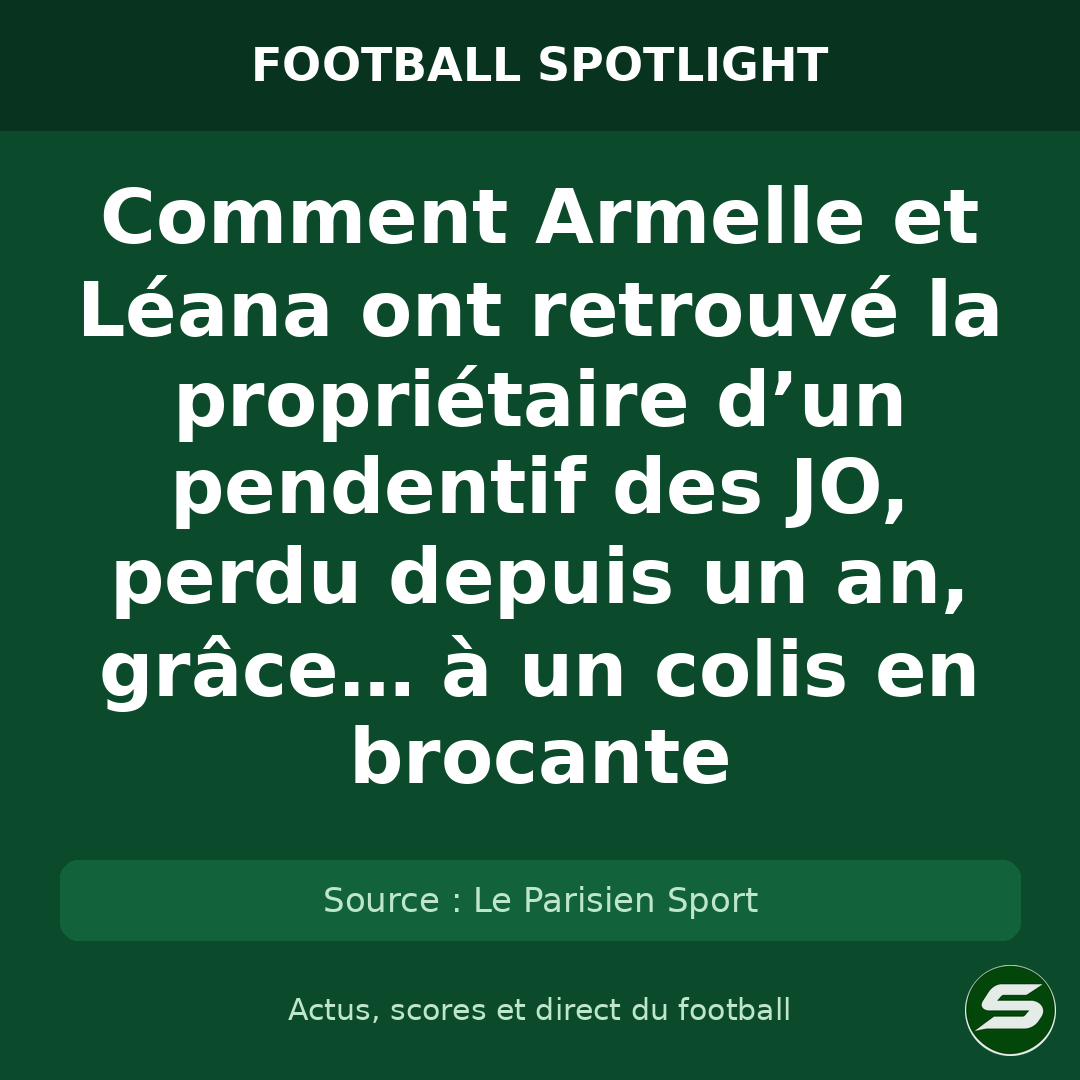 FOOTBALL SPOTLIGHT
Comment Armelle et
Léana ont retrouvé la
propriétaire d’un
pendentif des JO,
perdu depuis un an,
grâce… à un colis en
brocante
Source : Le Parisien Sport
Actus, scores et direct du football
S